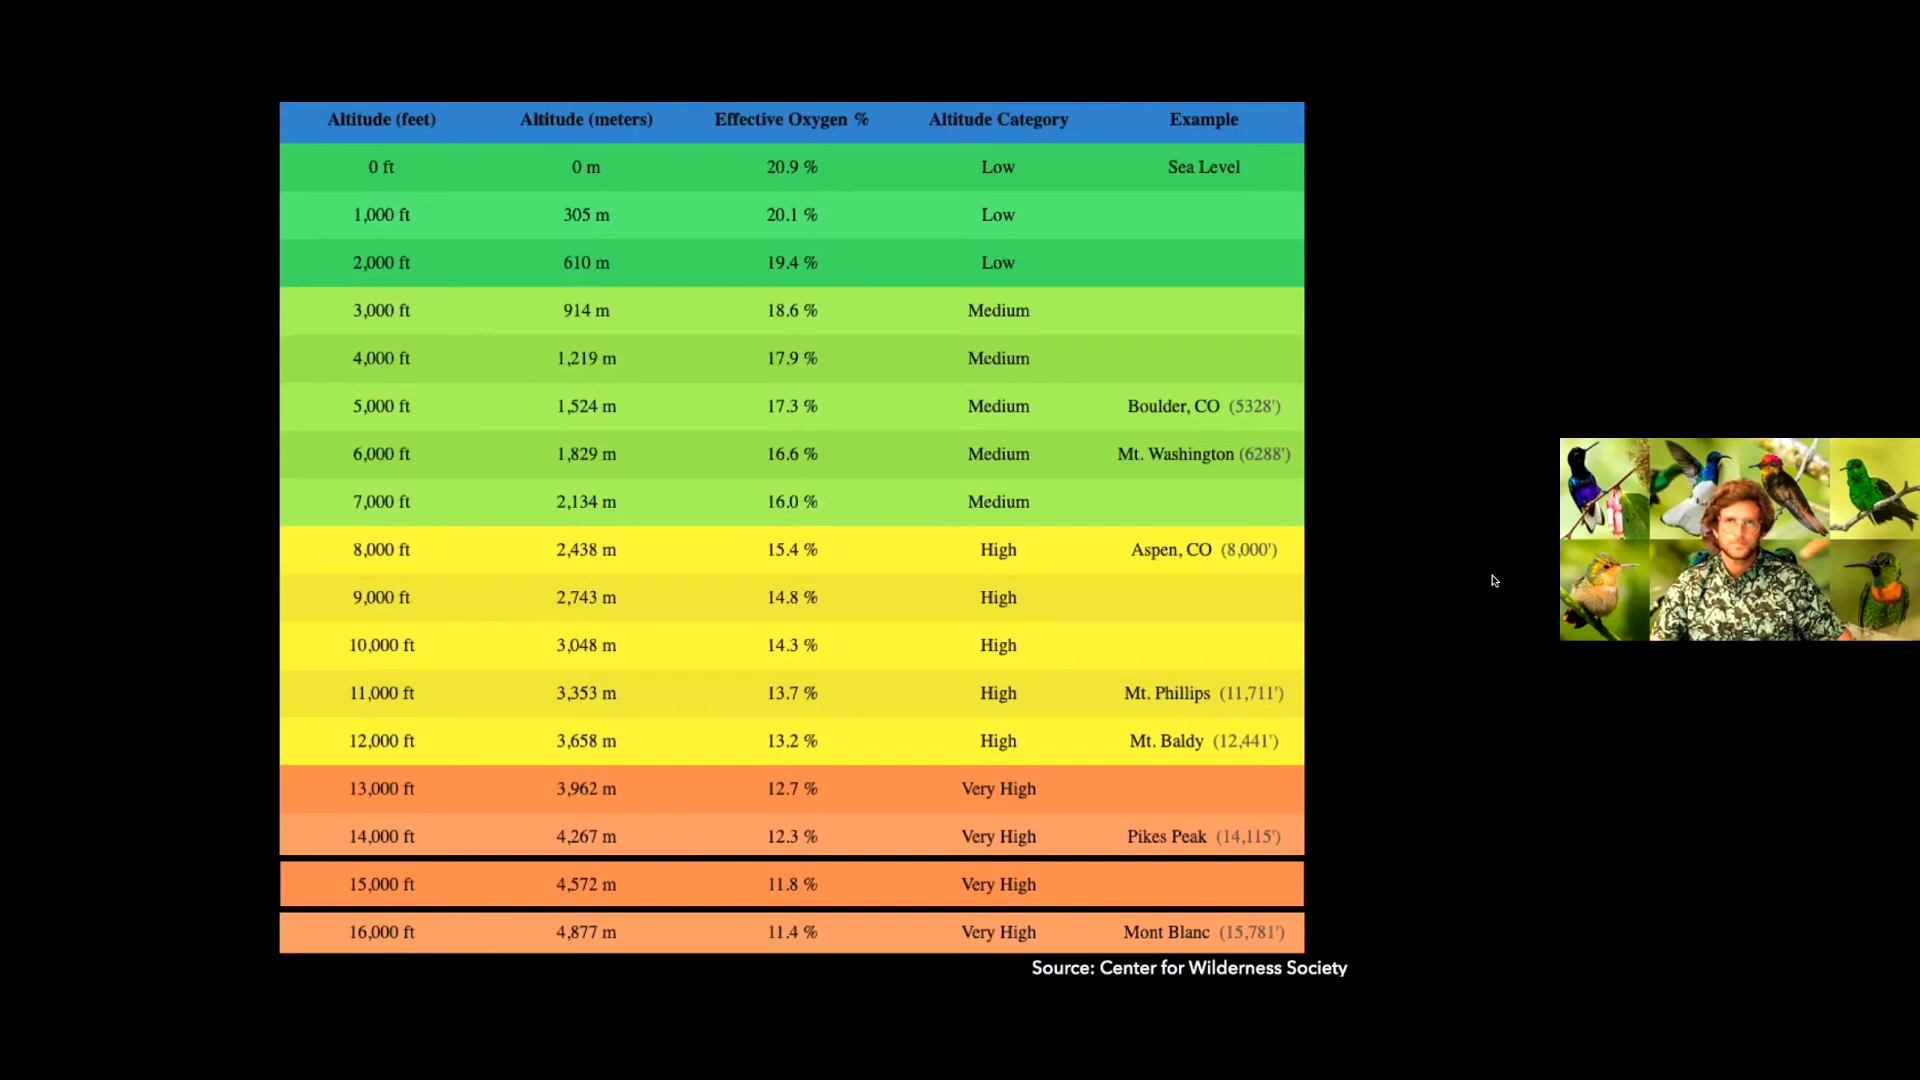 Altitude (feet) Altitude (meters) Effective Oxygen % Altitude Category Example
0 ft 0 m 20.9 % Low Sea Level
1,000 ft 305 m 20.1 % Low
2,000 ft 610 m 19.4 % Low
3,000 ft 914 m 18.6 % Medium
4,000 ft 1,219 m 17.9 % Medium
5,000 ft 1,524 m 17.3 % Medium Boulder, CO (5328')
6,000 ft 1,829 m 16.6 % Medium Mt. Washington (6288')
7,000 ft 2,134 m 16.0 % Medium
8,000 ft 2,438 m 15.4 % High Aspen, CO (8,000')
9,000 ft 2,743 m 14.8 % High
10,000 ft 3,048 m 14.3 % High
11,000 ft 3,353 m 13.7 % High Mt. Phillips (11,711')
12,000 ft 3,658 m 13.2 % High Mt. Baldy (12,441')
13,000 ft 3,962 m 12.7 % Very High
14,000 ft 4,267 m 12.3 % Very High Pikes Peak (14,115')
15,000 ft 4,572 m 11.8 % Very High
16,000 ft 4,877 m 11.4 % Very High Mont Blanc (15,781')
Source: Center for Wilderness Society